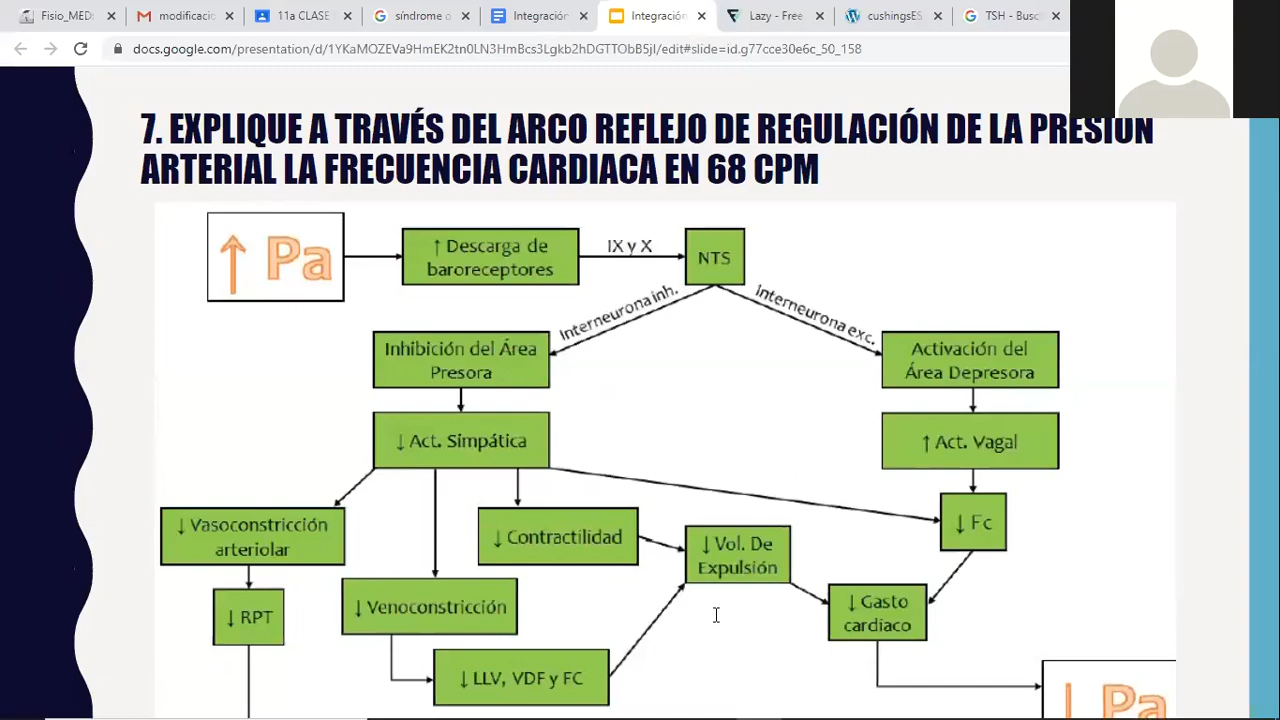 Fisio_MEDi
modificacio
11a CLASE
síndrome o
Integración
Integración
Lazy - Free
cushingsES
TSH - Busc
docs.google.com/presentation/d/1YKaMOZEVa9HmEK2tn0LN3HmBcs3Lgkb2hDGTTObB5jI/edit#slide=id.g77cce30e6c_50_158
7. EXPLIQUE A TRAVÉS DEL ARCO REFLEJO DE REGULACIÓN DE LA PRESIÓN
ARTERIAL LA FRECUENCIA CARDIACA EN 68 CPM
↑ Pa
↑ Descarga de
baroreceptores
IX y X
NTS
Interneurona inh.
Interneurona exc.
Inhibición del Área
Presora
Activación del
Área Depresora
↓ Act. Simpática
↑ Act. Vagal
↓ Vasoconstricción
arteriolar
↓ Contractilidad
↓ Vol. De
Expulsión
↓ Fc
↓ RPT
↓ Venoconstricción
↓ Gasto
cardiaco
↓ LLV, VDF y FC
↓ Pa